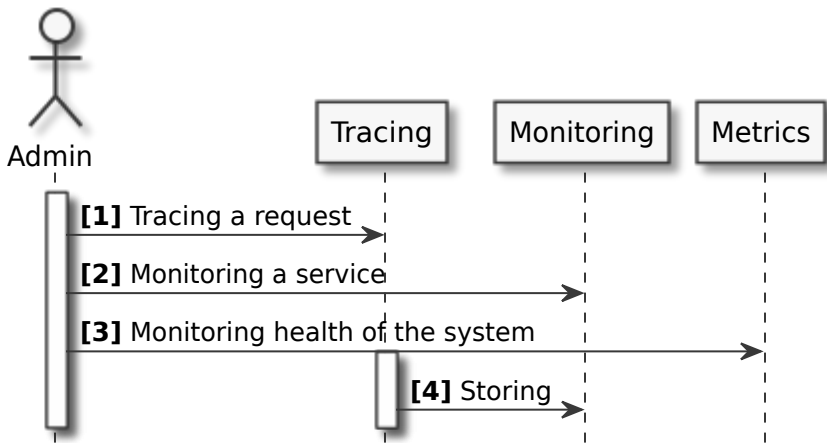 Admin
Tracing
Monitoring
Metrics
[1] Tracing a request
[2] Monitoring a service
[3] Monitoring health of the system
[4] Storing